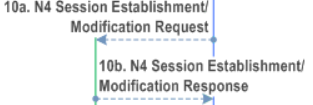 10a. N4 Session Establishment/
Modification Request
10b. N4 Session Establishment/
Modification Response